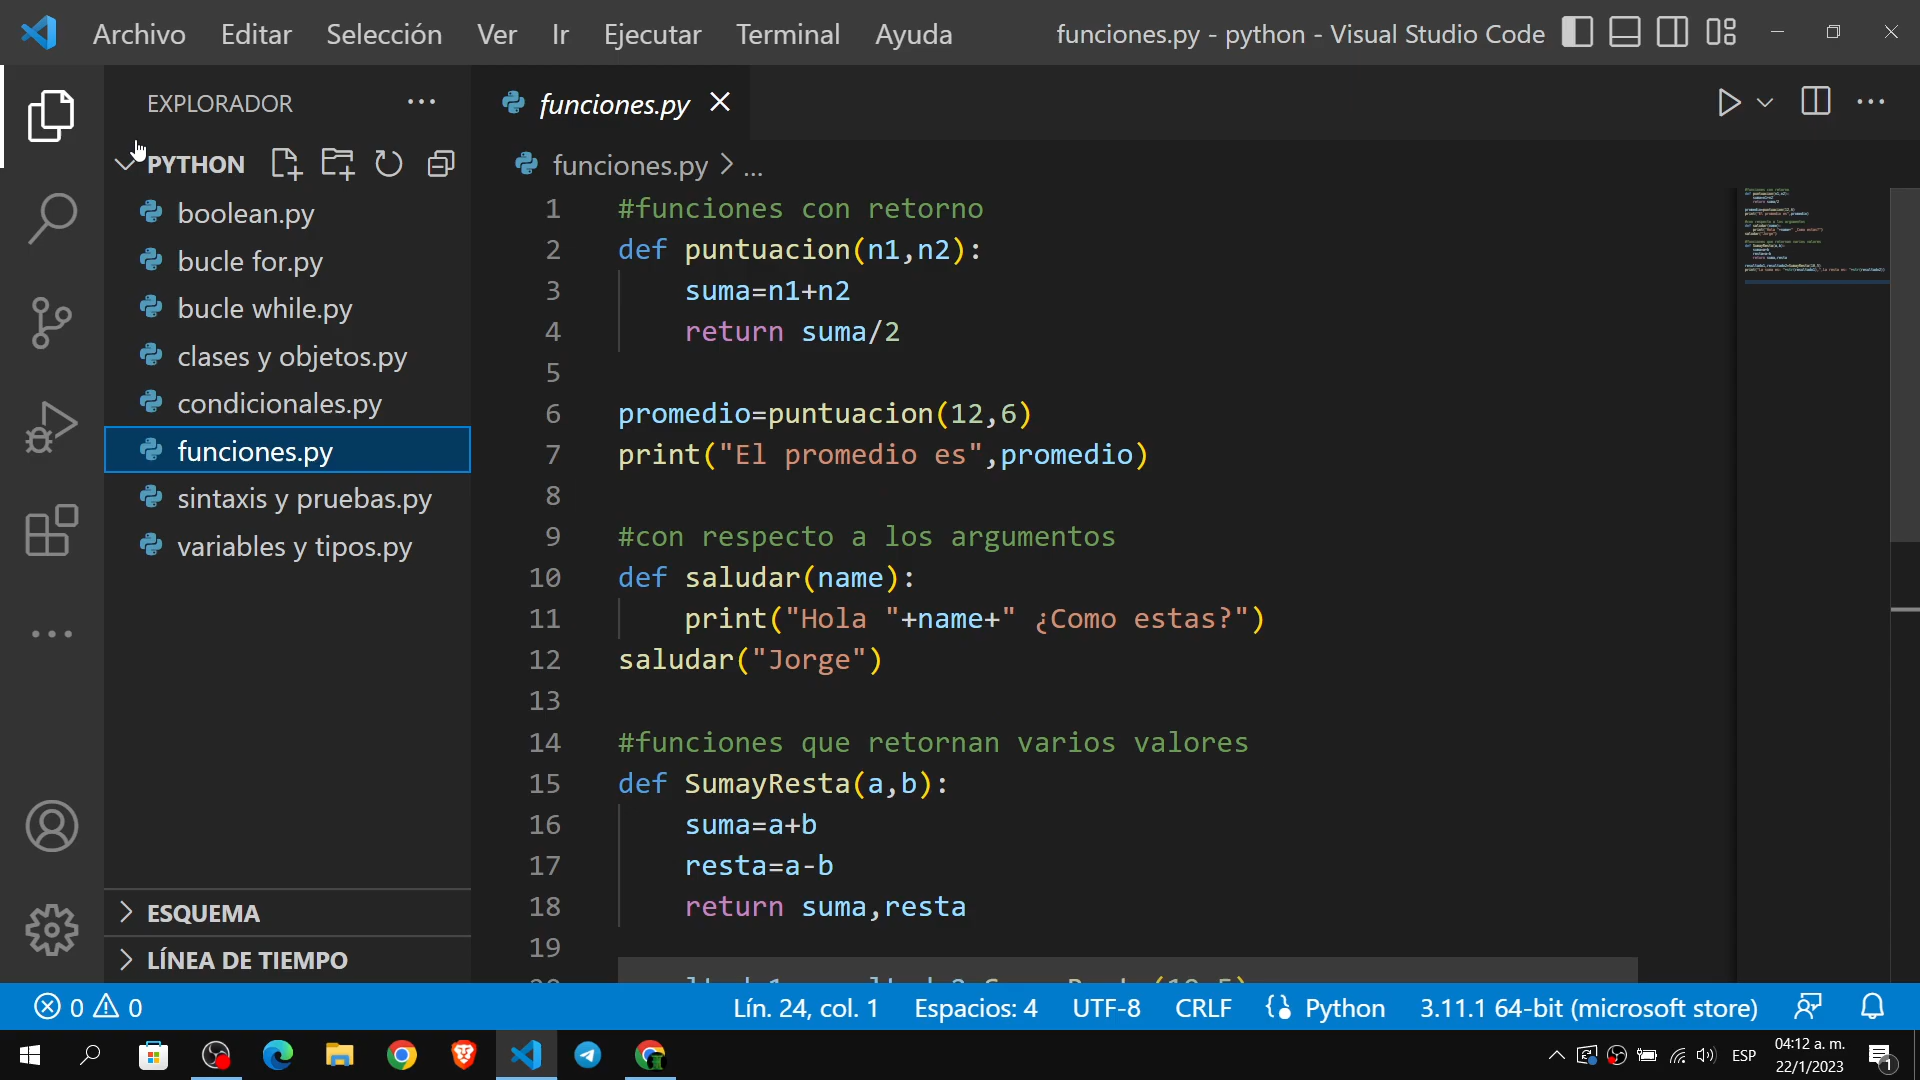 Archivo Editar Selección Ver Ir Ejecutar Terminal Ayuda funciones.py - python - Visual Studio Code
EXPLORADOR
PYTHON
boolean.py
bucle for.py
bucle while.py
clases y objetos.py
condicionales.py
funciones.py
sintaxis y pruebas.py
variables y tipos.py
ESQUEMA
LÍNEA DE TIEMPO
funciones.py
funciones.py > ...
1 #funciones con retorno
2 def puntuacion(n1,n2):
3 suma=n1+n2
4 return suma/2
5
6 promedio=puntuacion(12,6)
7 print("El promedio es",promedio)
8
9 #con respecto a los argumentos
10 def saludar(name):
11 print("Hola "+name+" ¿Como estas?")
12 saludar("Jorge")
13
14 #funciones que retornan varios valores
15 def SumayResta(a,b):
16 suma=a+b
17 resta=a-b
18 return suma,resta
19
0 0 Lín. 24, col. 1 Espacios: 4 UTF-8 CRLF Python 3.11.1 64-bit (microsoft store)
ESP 04:12 a. m.
22/1/2023
1